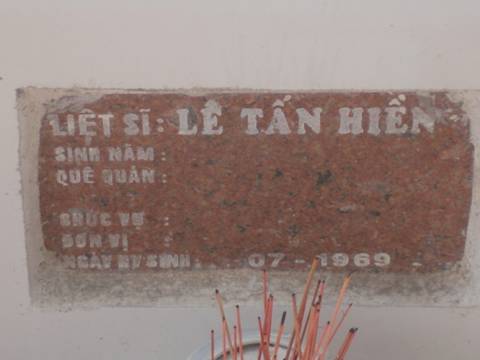 LIỆT SĨ: LÊ TẤN HIỀN
SINH NĂM :
QUÊ QUÁN :
CHỨC VỤ :
ĐƠN VỊ :
NGÀY HY SINH : 07 - 1969